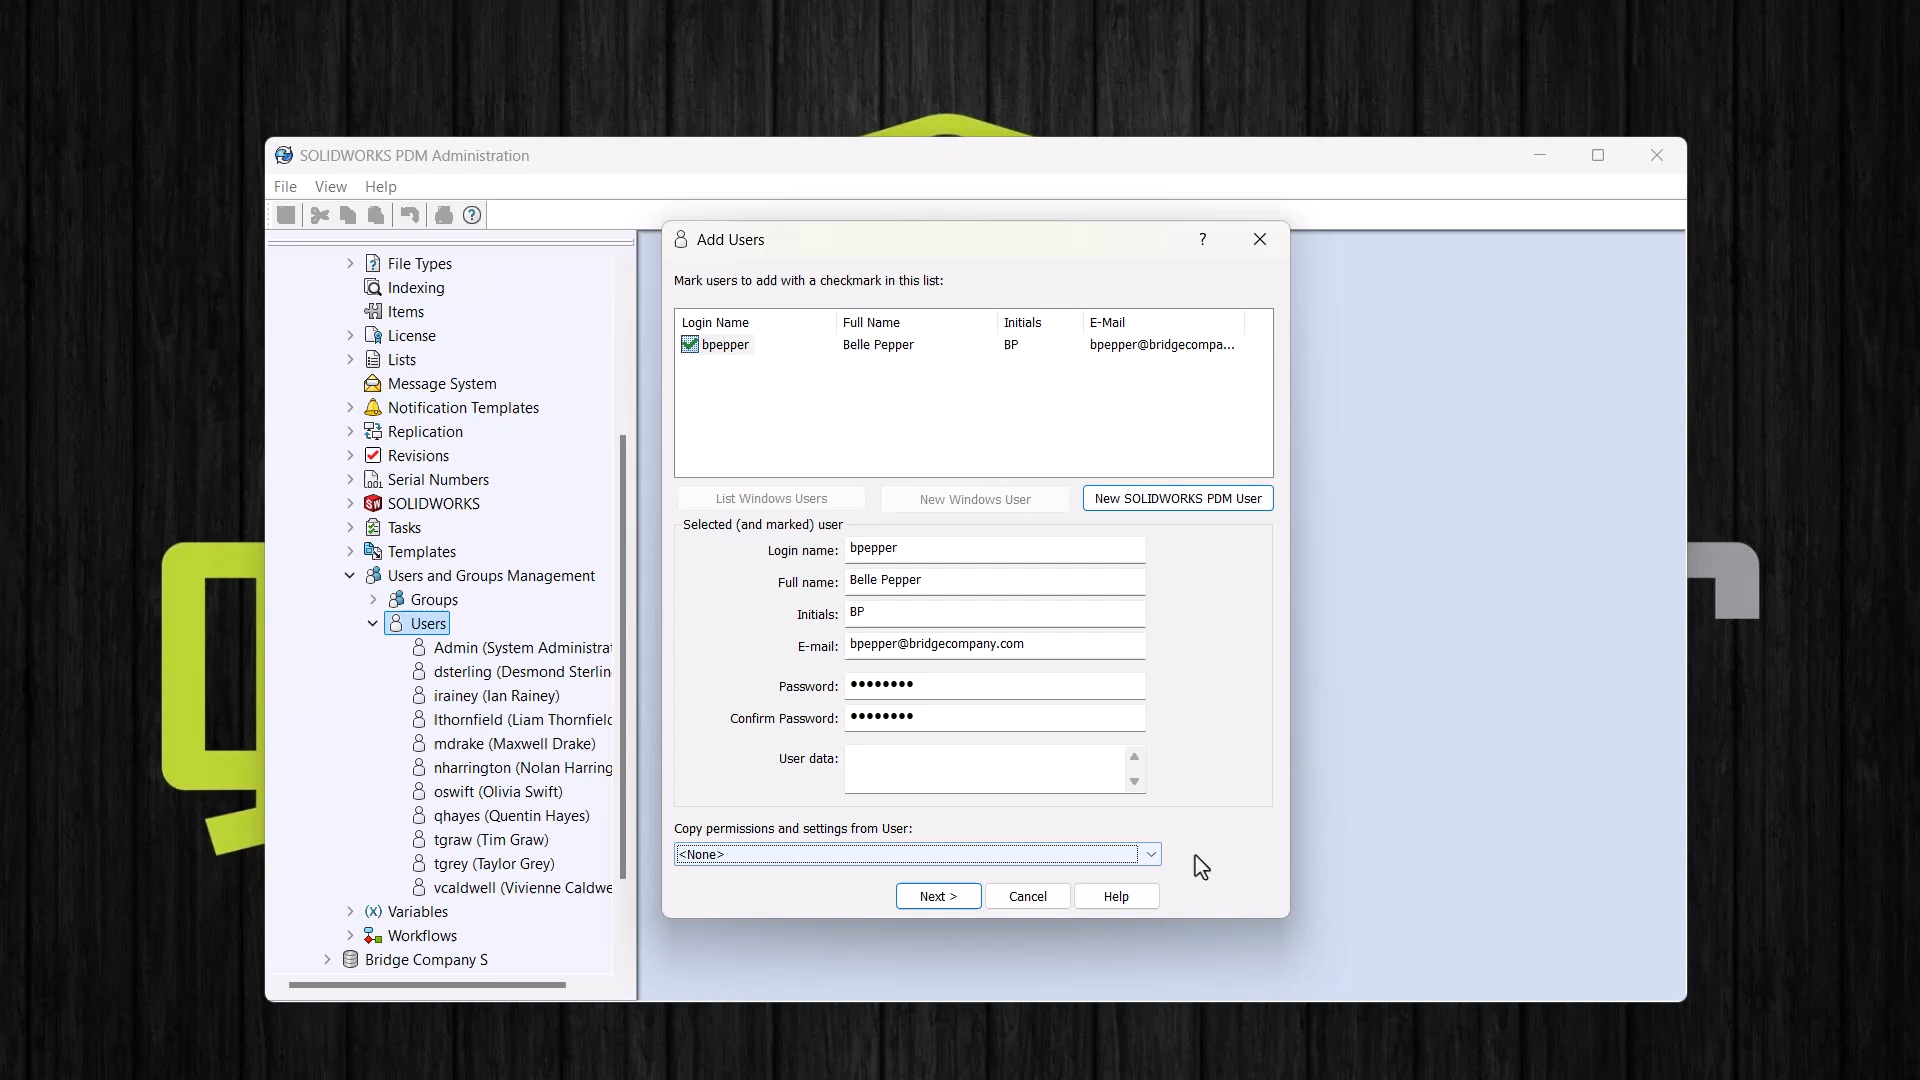 SOLIDWORKS PDM Administration
File View Help
File Types
Indexing
Items
License
Lists
Message System
Notification Templates
Replication
Revisions
Serial Numbers
SOLIDWORKS
Tasks
Templates
Users and Groups Management
Groups
Users
Admin (System Administrat
dsterling (Desmond Sterlin
irainey (Ian Rainey)
lthornfield (Liam Thornfield
mdrake (Maxwell Drake)
nharrington (Nolan Harring
oswift (Olivia Swift)
qhayes (Quentin Hayes)
tgraw (Tim Graw)
tgrey (Taylor Grey)
vcaldwell (Vivienne Caldwe
Variables
Workflows
Bridge Company S
Add Users
Mark users to add with a checkmark in this list:
Login Name Full Name Initials E-Mail
bpepper Belle Pepper BP bpepper@bridgecompa...
List Windows Users New Windows User New SOLIDWORKS PDM User
Selected (and marked) user
Login name: bpepper
Full name: Belle Pepper
Initials: BP
E-mail: bpepper@bridgecompany.com
Password: ••••••••
Confirm Password: ••••••••
User data:
Copy permissions and settings from User:
<None>
Next > Cancel Help